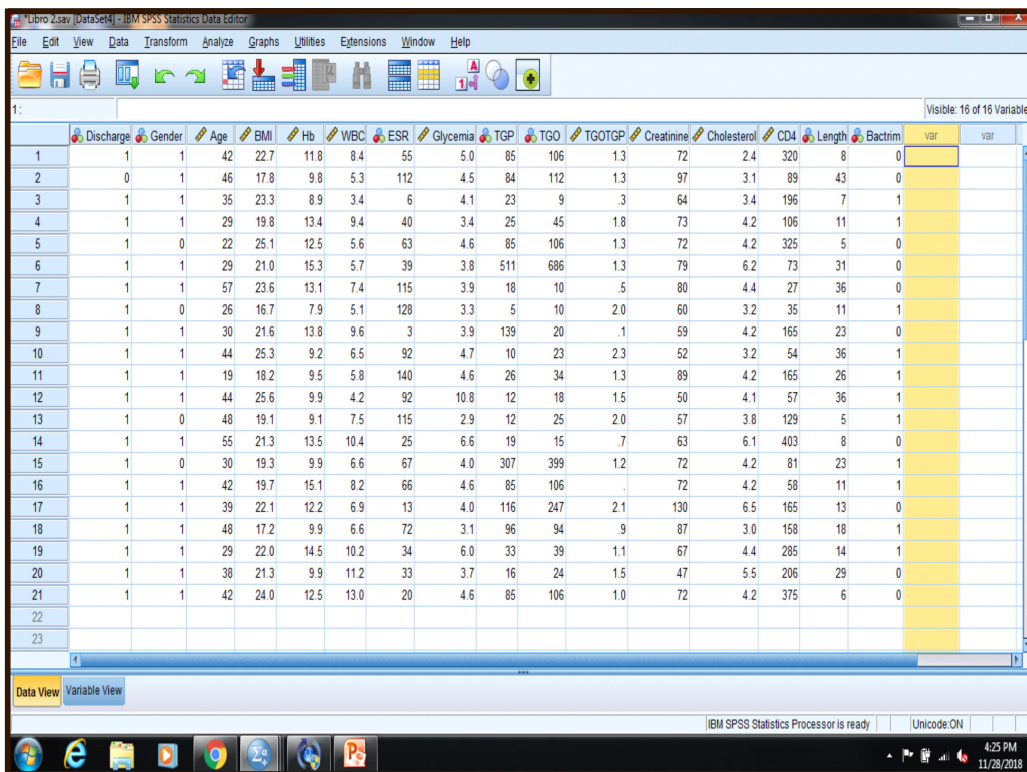 *Libro 2.sav [DataSet4] - IBM SPSS Statistics Data Editor
File Edit View Data Transform Analyze Graphs Utilities Extensions Window Help
1: Visible: 16 of 16 Variable
Discharge Gender Age BMI Hb WBC ESR Glycemia TGP TGO TGOTGP Creatinine Cholesterol CD4 Length Bactrim var var
1 1 1 42 22.7 11.8 8.4 55 5.0 85 106 1.3 72 2.4 320 8 0
2 0 1 46 17.8 9.8 5.3 112 4.5 84 112 1.3 97 3.1 89 43 0
3 1 1 35 23.3 8.9 3.4 6 4.1 23 9 .3 64 3.4 196 7 1
4 1 1 29 19.8 13.4 9.4 40 3.4 25 45 1.8 73 4.2 106 11 1
5 1 0 22 25.1 12.5 5.6 63 4.6 85 106 1.3 72 4.2 325 5 0
6 1 1 29 21.0 15.3 5.7 39 3.8 511 686 1.3 79 6.2 73 31 0
7 1 1 57 23.6 13.1 7.4 115 3.9 18 10 .5 80 4.4 27 36 0
8 1 0 26 16.7 7.9 5.1 128 3.3 5 10 2.0 60 3.2 35 11 1
9 1 1 30 21.6 13.8 9.6 3 3.9 139 20 .1 59 4.2 165 23 0
10 1 1 44 25.3 9.2 6.5 92 4.7 10 23 2.3 52 3.2 54 36 1
11 1 1 19 18.2 9.5 5.8 140 4.6 26 34 1.3 89 4.2 165 26 1
12 1 1 44 25.6 9.9 4.2 92 10.8 12 18 1.5 50 4.1 57 36 1
13 1 0 48 19.1 9.1 7.5 115 2.9 12 25 2.0 57 3.8 129 5 1
14 1 1 55 21.3 13.5 10.4 25 6.6 19 15 .7 63 6.1 403 8 0
15 1 0 30 19.3 9.9 6.6 67 4.0 307 399 1.2 72 4.2 81 23 1
16 1 1 42 19.7 15.1 8.2 66 4.6 85 106 . 72 4.2 58 11 1
17 1 1 39 22.1 12.2 6.9 13 4.0 116 247 2.1 130 6.5 165 13 0
18 1 1 48 17.2 9.9 6.6 72 3.1 96 94 .9 87 3.0 158 18 1
19 1 1 29 22.0 14.5 10.2 34 6.0 33 39 1.1 67 4.4 285 14 1
20 1 1 38 21.3 9.9 11.2 33 3.7 16 24 1.5 47 5.5 206 29 0
21 1 1 42 24.0 12.5 13.0 20 4.6 85 106 1.0 72 4.2 375 6 0
22
23
Data View Variable View
IBM SPSS Statistics Processor is ready Unicode:ON
4:25 PM
11/28/2018